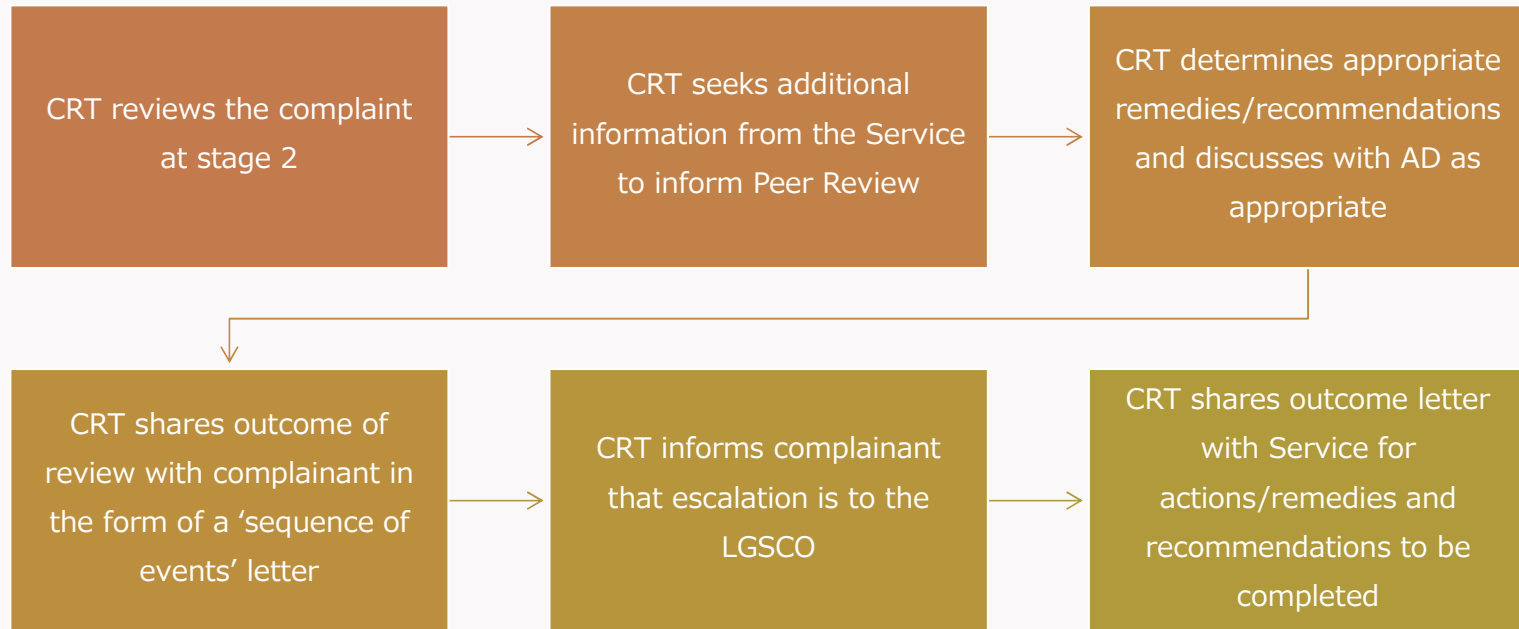 CRT reviews the complaint
at stage 2
CRT seeks additional
information from the Service
to inform Peer Review
CRT determines appropriate
remedies/recommendations
and discusses with AD as
appropriate
CRT shares outcome of
review with complainant in
the form of a ‘sequence of
events’ letter
CRT informs complainant
that escalation is to the
LGSCO
CRT shares outcome letter
with Service for
actions/remedies and
recommendations to be
completed